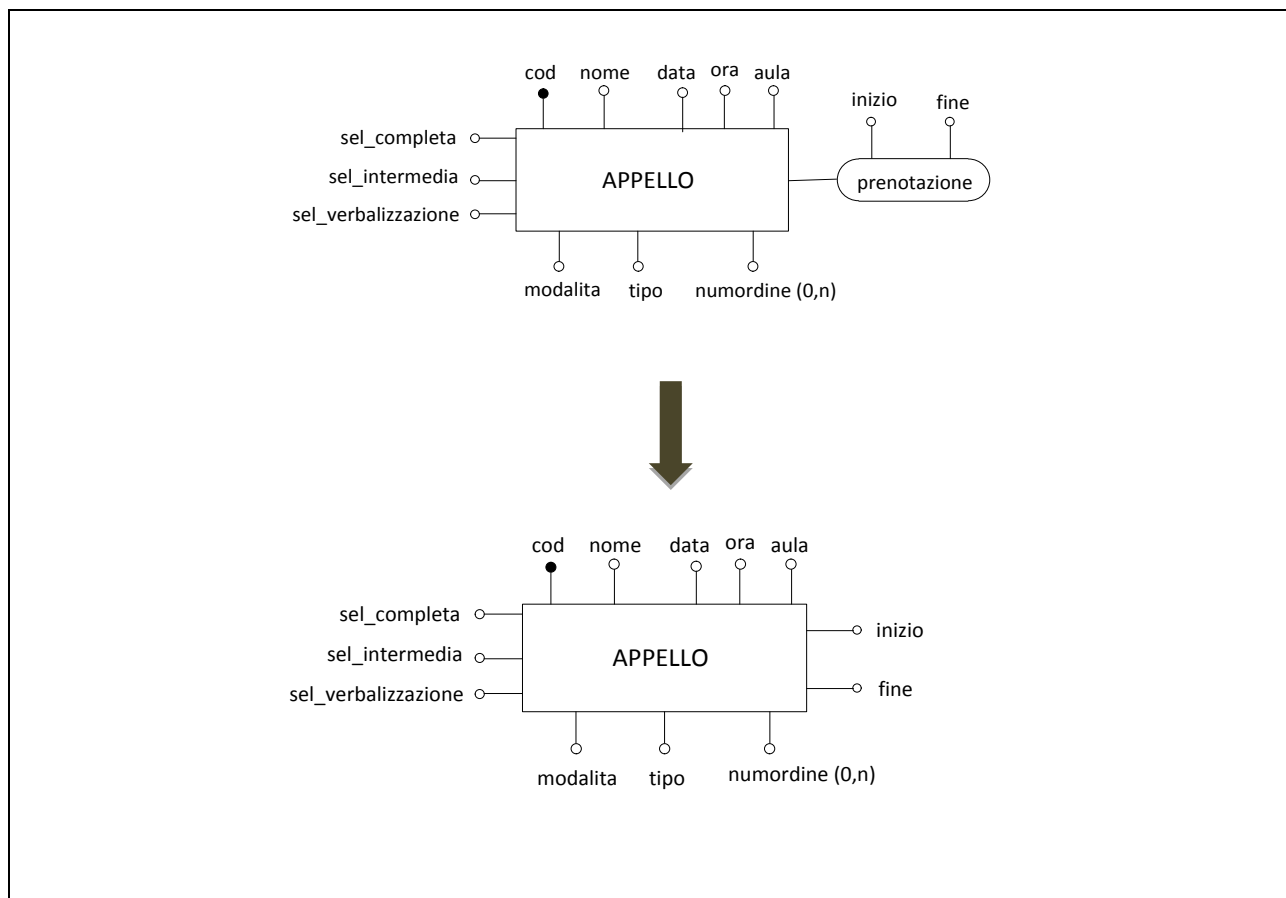 cod nome data ora aula
inizio fine
sel_completa
sel_intermedia
sel_verbalizzazione
APPELLO
prenotazione
modalita tipo numordine (0,n)
cod nome data ora aula
sel_completa
sel_intermedia
sel_verbalizzazione
APPELLO
inizio
fine
modalita tipo numordine (0,n)